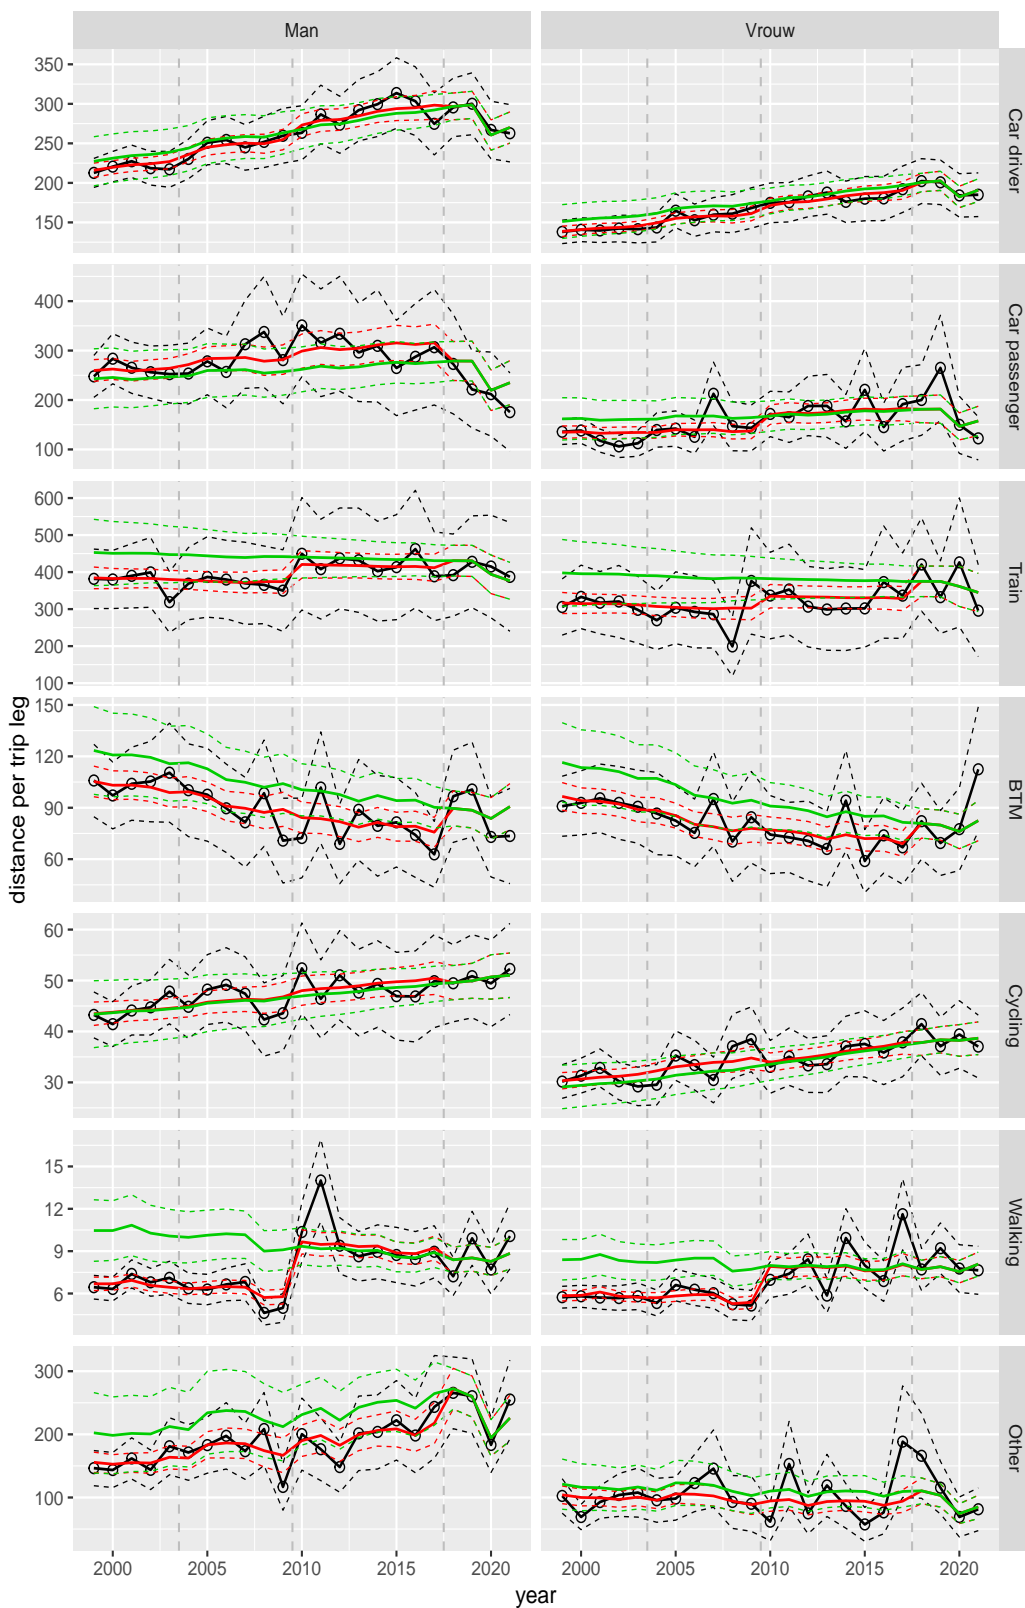 Man Vrouw
350
300
250
200
150
Car driver
400
300
200
100
Car passenger
600
500
400
300
200
100
Train
150
120
90
60
BTM
distance per trip leg
60
50
40
30
Cycling
15
12
9
6
Walking
300
200
100
Other
2000 2005 2010 2015 2020 2000 2005 2010 2015 2020
year